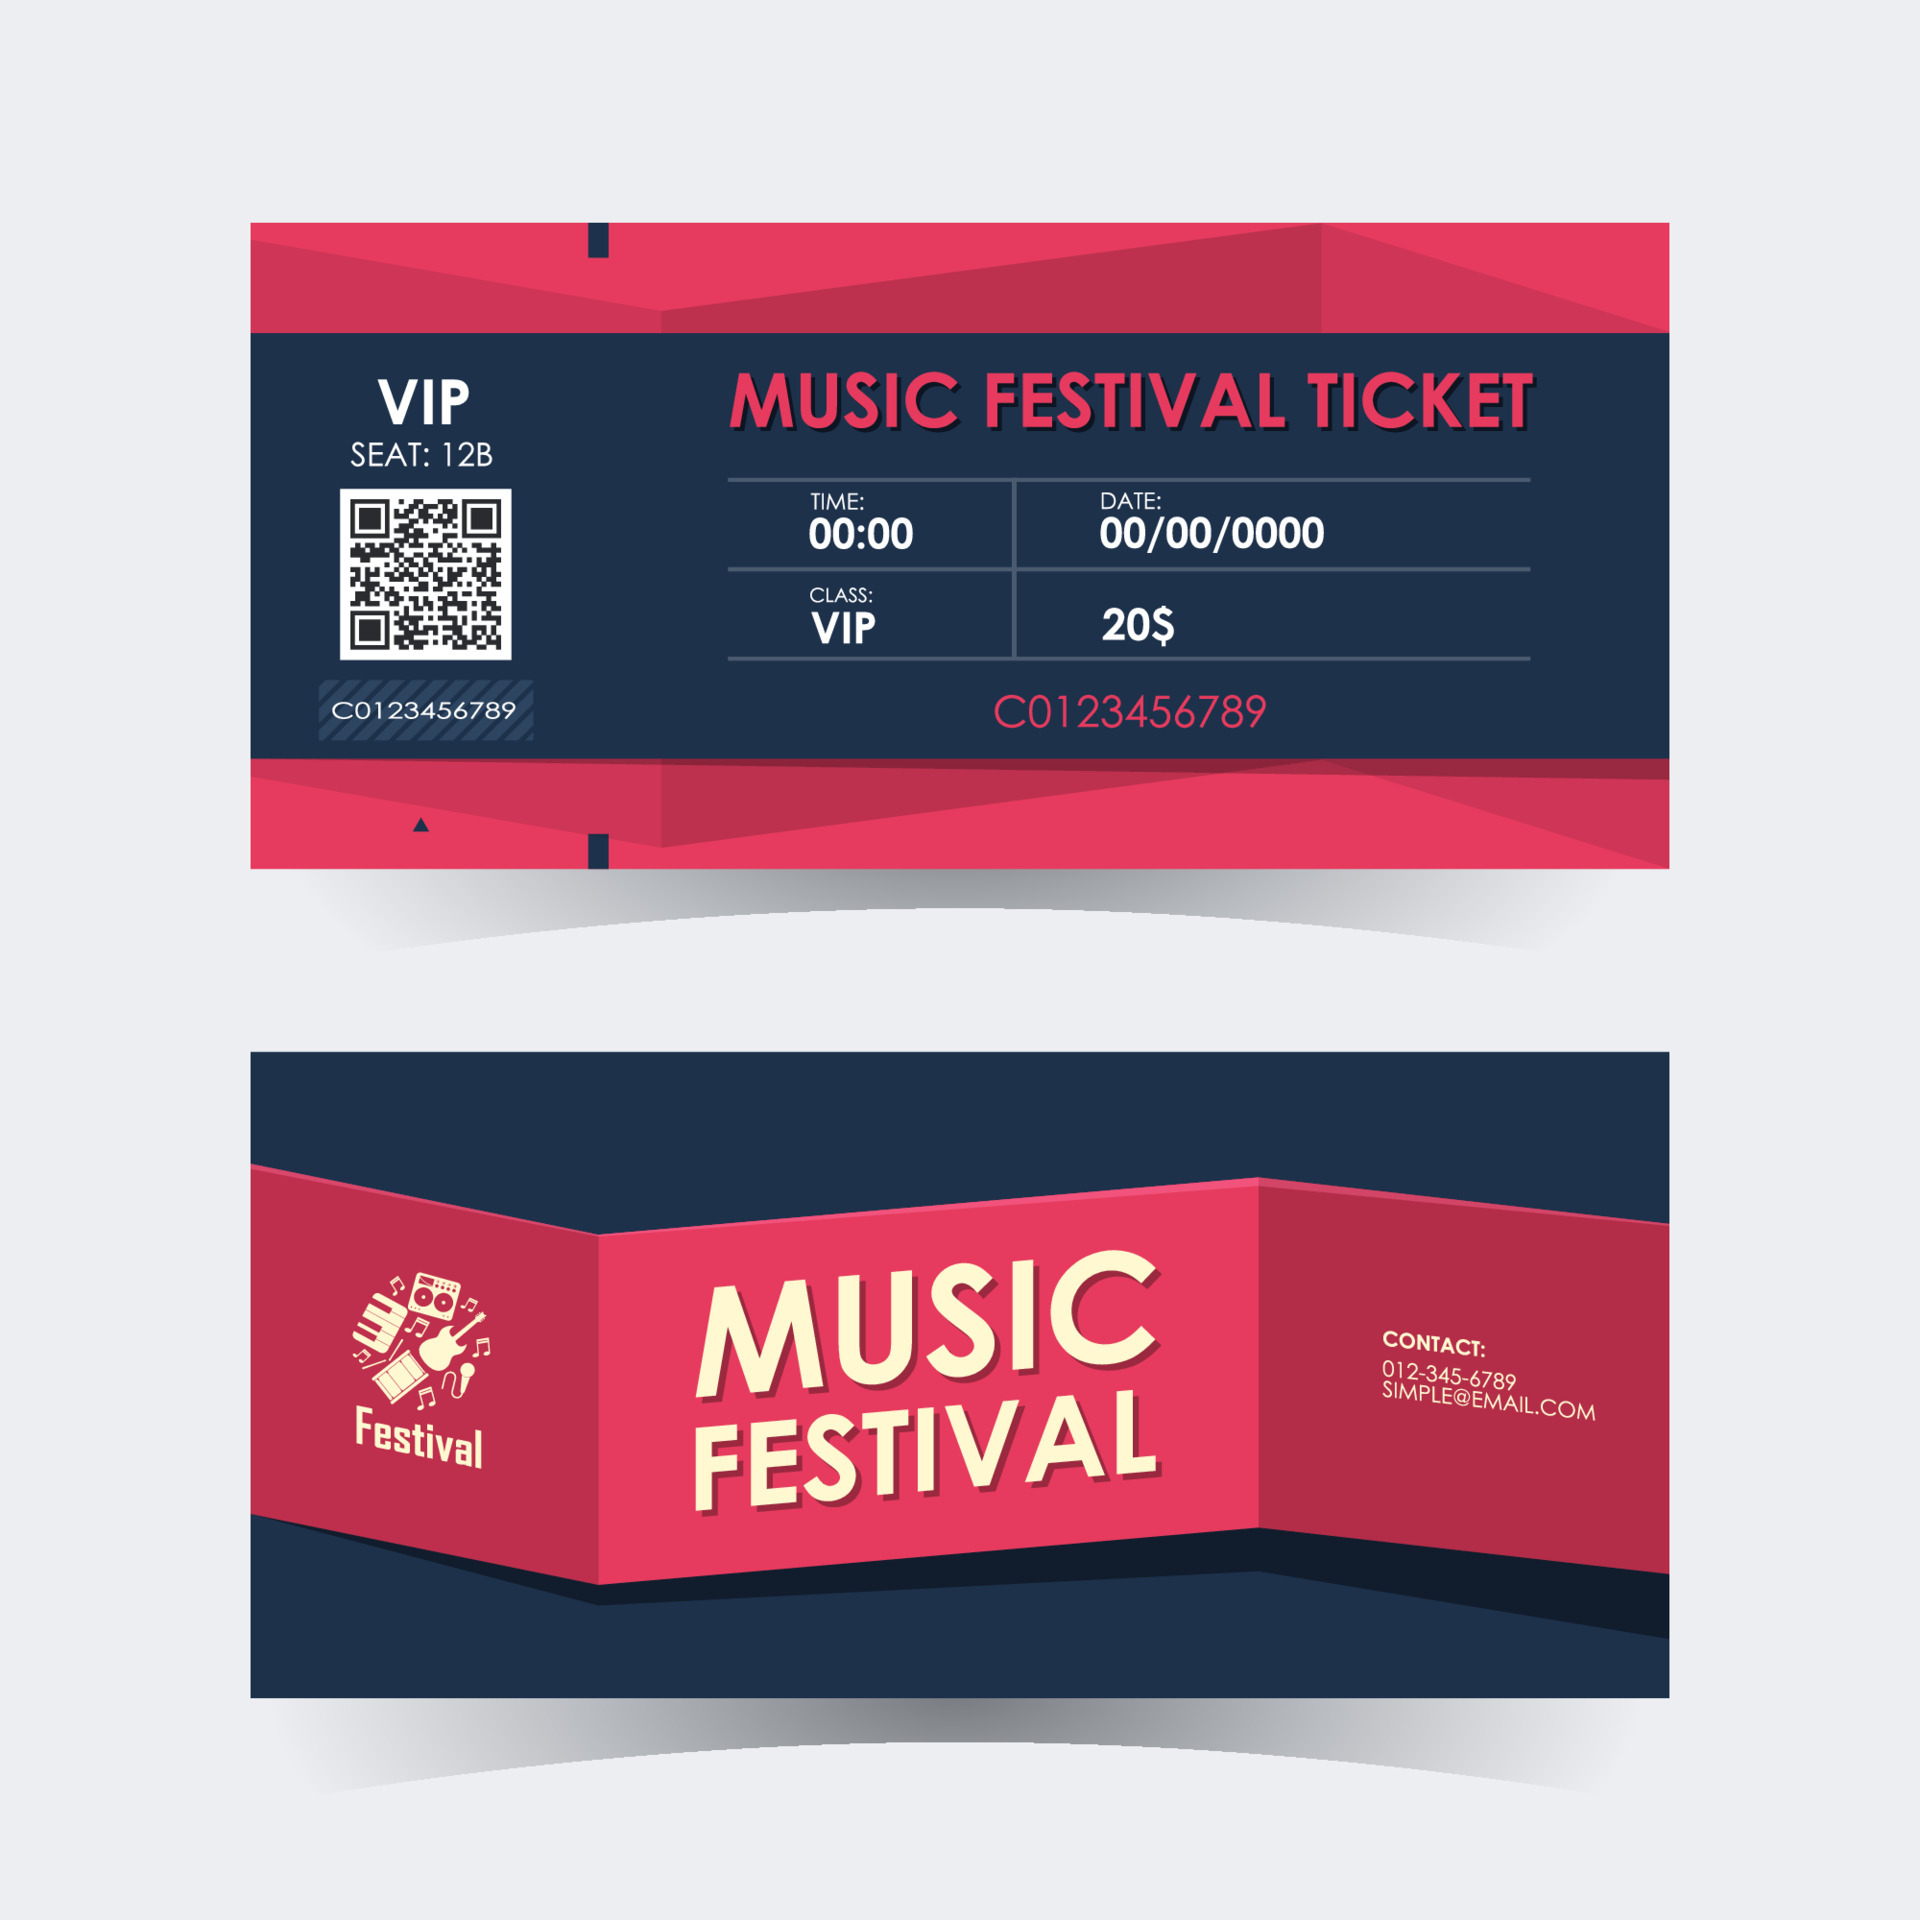 VIP
SEAT: 12B
C0123456789
MUSIC FESTIVAL TICKET
TIME:
00:00
DATE:
00/00/0000
CLASS:
VIP
20$
C0123456789
Festival
MUSIC
FESTIVAL
CONTACT:
012-345-6789
SIMPLE@EMAIL.COM